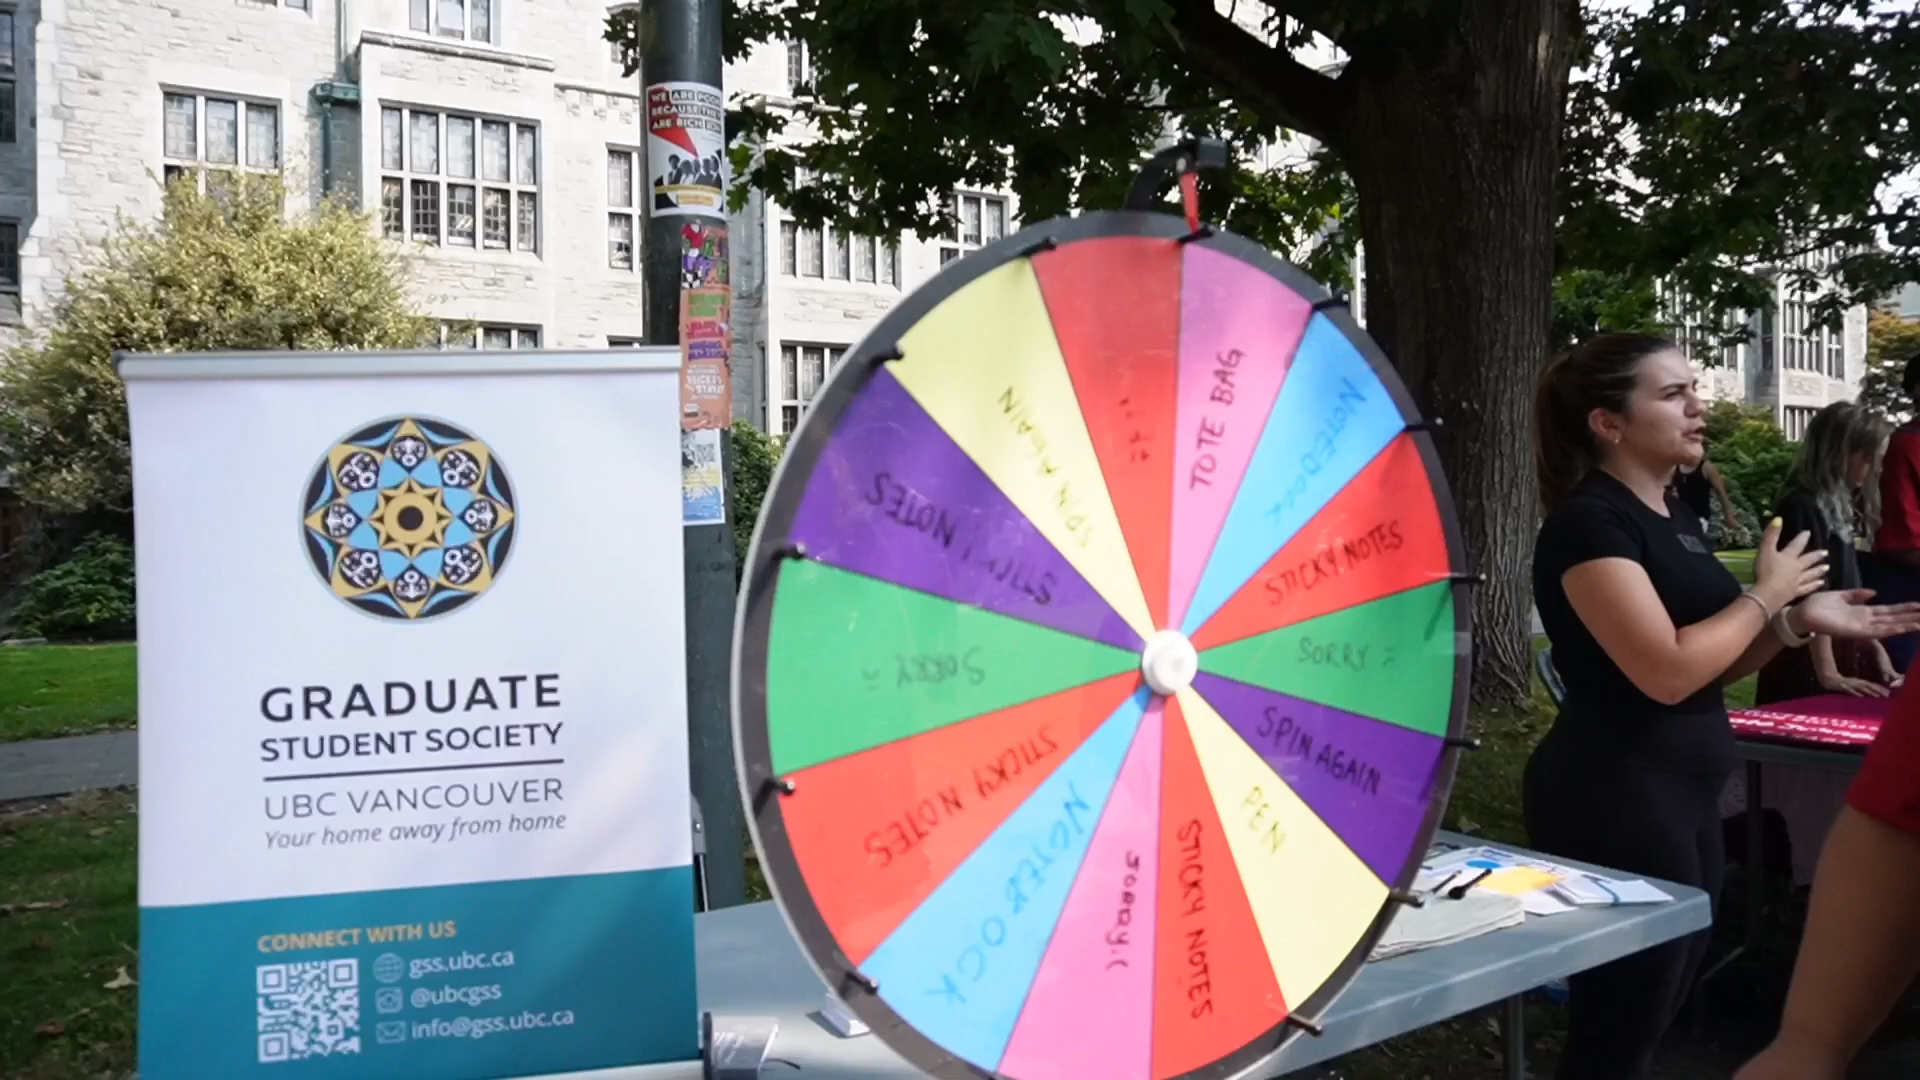 WE ARE POOR
BECAUSE THEY
ARE RICH
GRADUATE
STUDENT SOCIETY
UBC VANCOUVER
Your home away from home
CONNECT WITH US
gss.ubc.ca
@ubcgss
info@gss.ubc.ca
TOTE BAG
NOTEBOOK
STICKY NOTES
SORRY =
SPIN AGAIN
PEN
STICKY NOTES
SORRY:(
NOTEBOOK
STICKY NOTES
SORRY =
STICKY NOTES
SPIN AGAIN